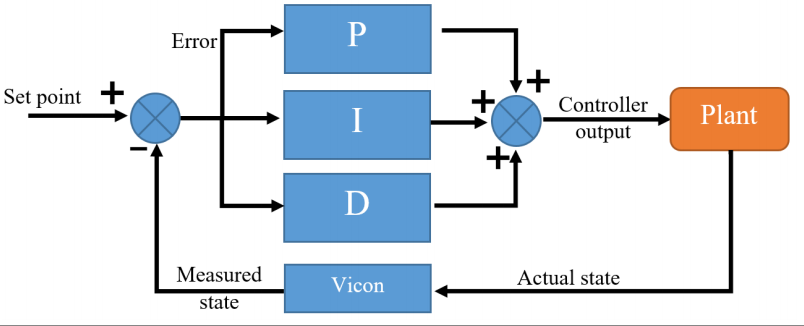 Error
P
+
Set point
+
I
+
Controller
output
Plant
−
+
D
Measured
state
Vicon
Actual state